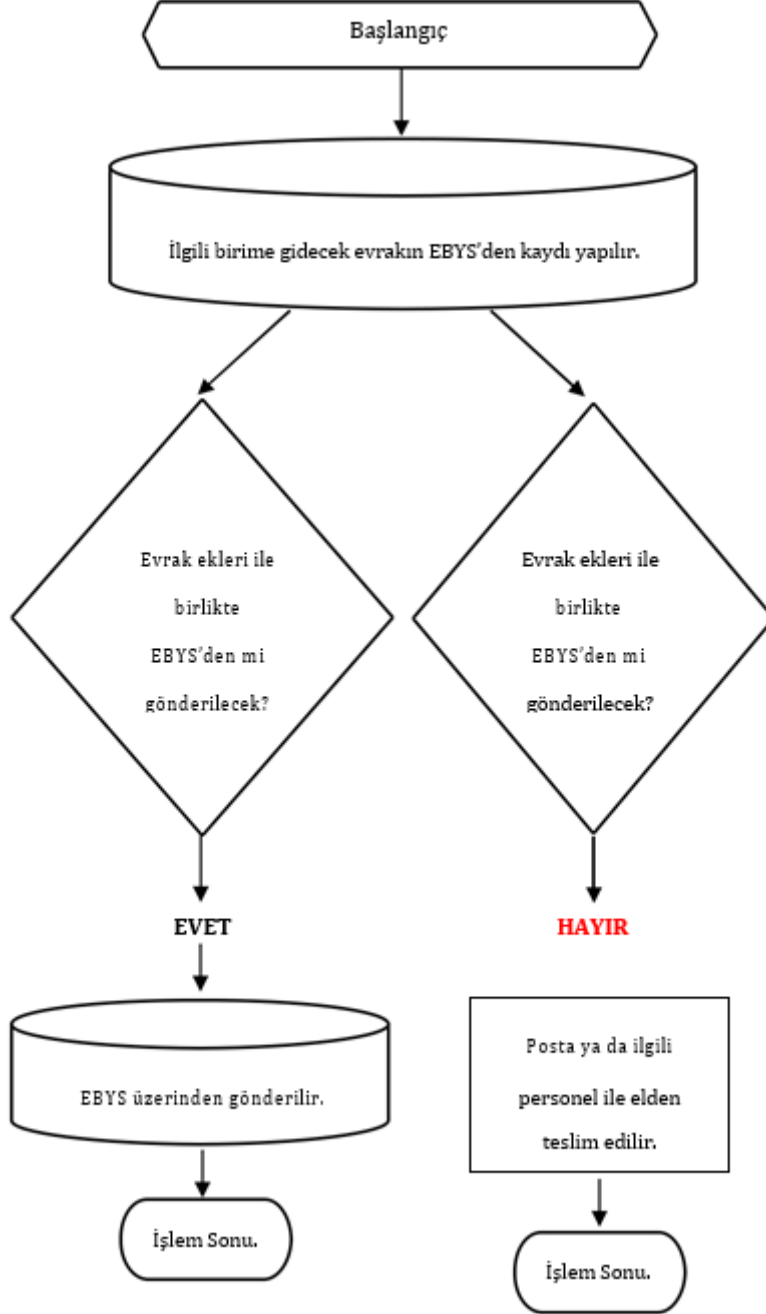 Başlangıç
İlgili birime gidecek evrakın EBYS'den kaydı yapılır.
Evrak ekleri ile
birlikte
EBYS'den mi
gönderilecek?
Evrak ekleri ile
birlikte
EBYS'den mi
gönderilecek?
EVET
HAYIR
EBYS üzerinden gönderilir.
Posta ya da ilgili
personel ile elden
teslim edilir.
İşlem Sonu.
İşlem Sonu.